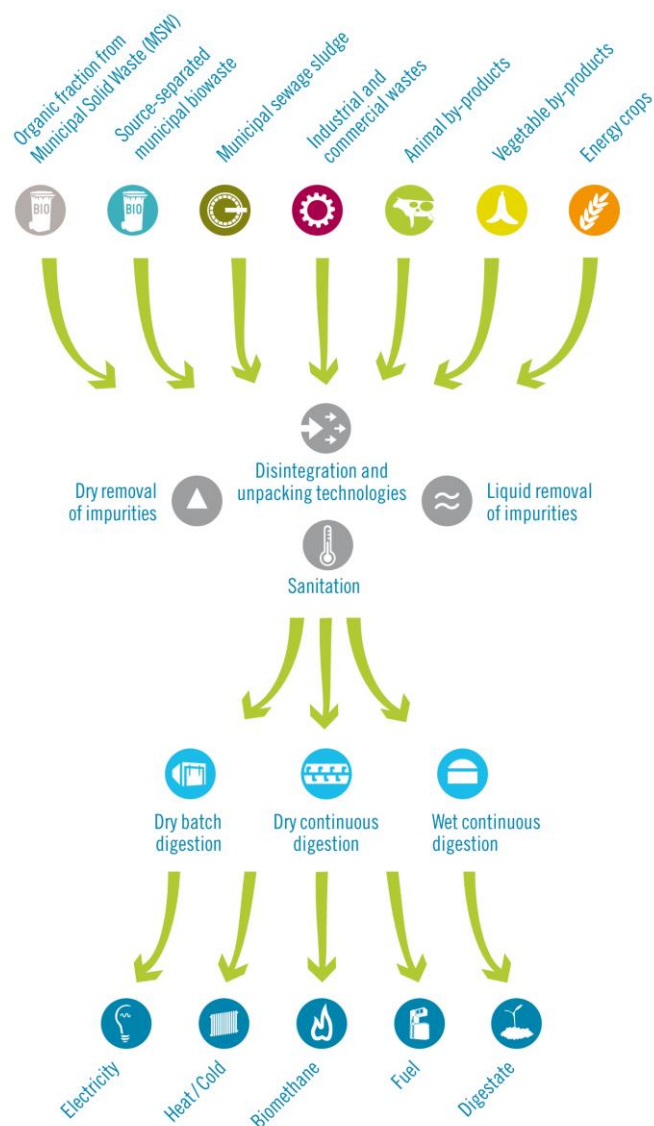 Organic fraction from
Municipal Solid Waste (MSW)
Source-separated
municipal biowaste
Municipal sewage sludge
Industrial and
commercial wastes
Animal by-products
Vegetable by-products
Energy crops
BIO
BIO
Disintegration and
unpacking technologies
Dry removal
of impurities
Liquid removal
of impurities
Sanitation
Dry batch
digestion
Dry continuous
digestion
Wet continuous
digestion
Electricity
Heat / Cold
Biomethane
Fuel
Digestate